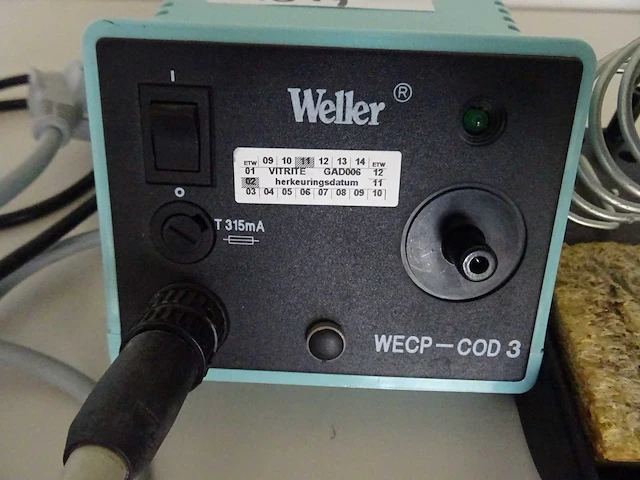 I
Weller ®
ETW 09 10 11 12 13 14 ETW
01 VITRITE GAD006 12
02 herkeuringsdatum 11
03 04 05 06 07 08 09 10
O
T 315mA
WECP-COD 3